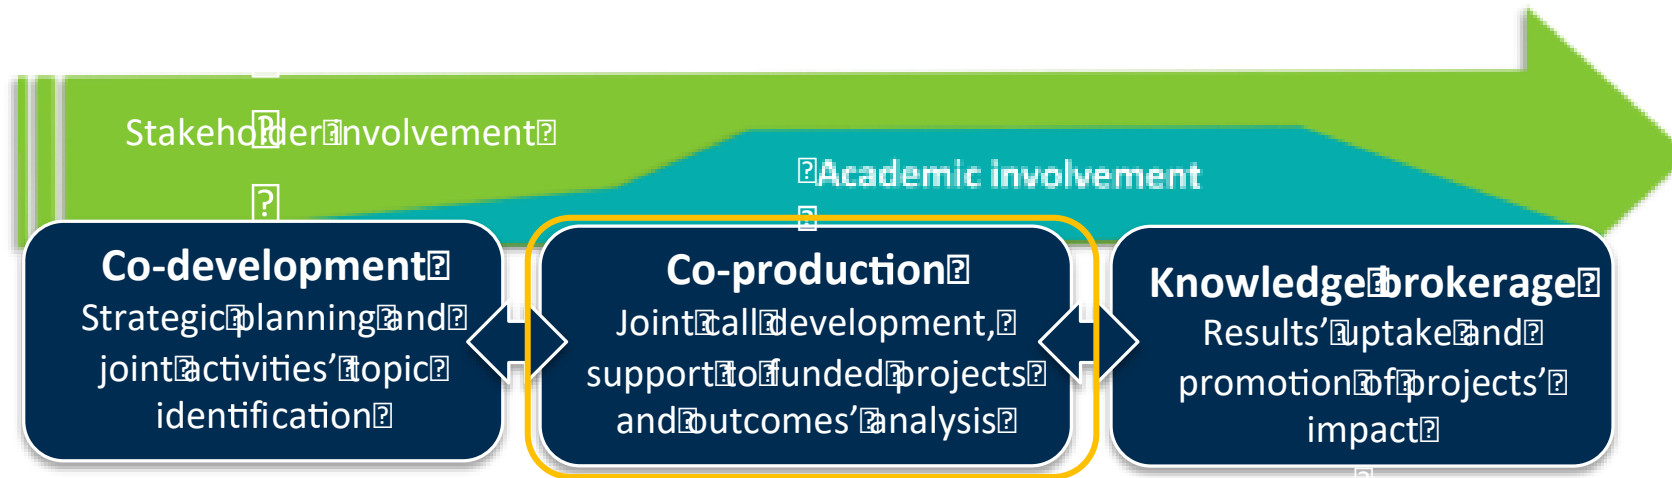 Stakeholder involvement
Academic involvement
Co-development
Strategic planning and
joint activities’ topic
identification
Co-production
Joint call development,
support to funded projects
and outcomes’ analysis
Knowledge brokerage
Results’ uptake and
promotion of projects’
impact